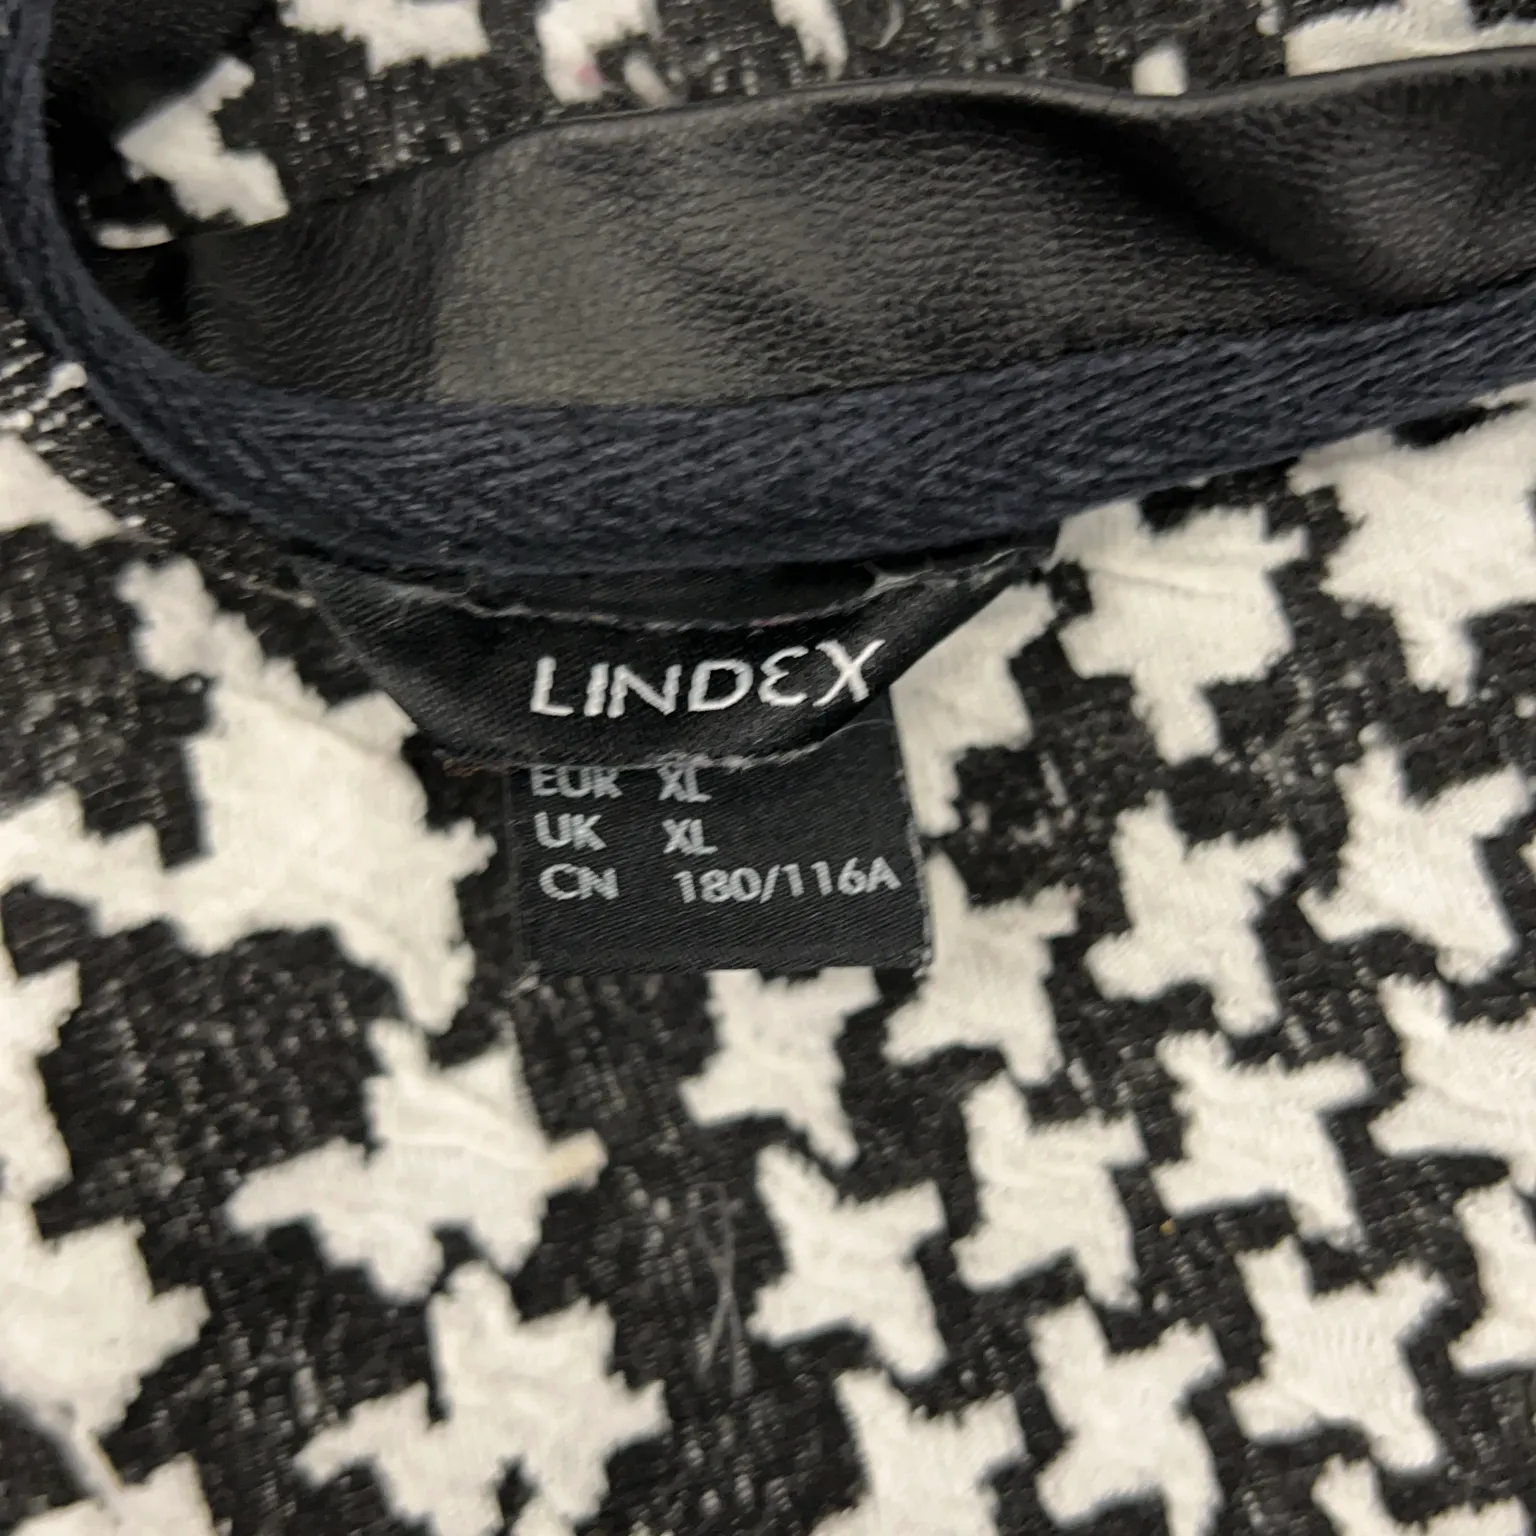 LINDEX
EUR XL
UK XL
CN 180/116A